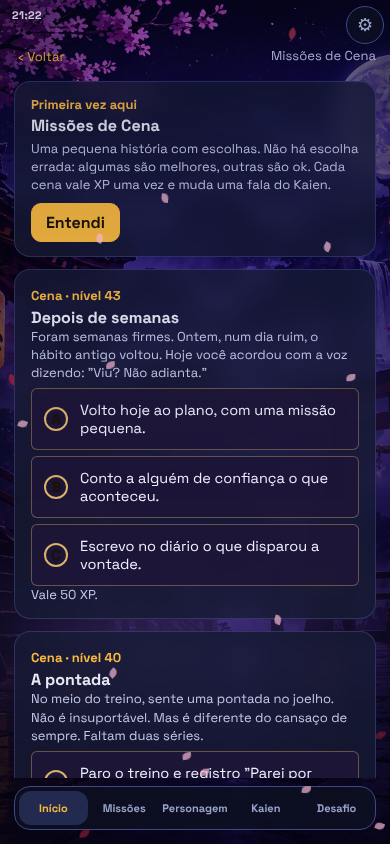 21:22
‹ Voltar
Missões de Cena
Primeira vez aqui
Missões de Cena
Uma pequena história com escolhas. Não há escolha
errada: algumas são melhores, outras são ok. Cada
cena vale XP uma vez e muda uma fala do Kaien.
Entendi
Cena · nível 43
Depois de semanas
Foram semanas firmes. Ontem, num dia ruim, o
hábito antigo voltou. Hoje você acordou com a voz
dizendo: "Viu? Não adianta."
Volto hoje ao plano, com uma missão
pequena.
Conto a alguém de confiança o que
aconteceu.
Escrevo no diário o que disparou a
vontade.
Vale 50 XP.
Cena · nível 40
A pontada
No meio do treino, sente uma pontada no joelho.
Não é insuportável. Mas é diferente do cansaço de
sempre. Faltam duas séries.
Paro o treino e registro "Parei por
Início
Missões
Personagem
Kaien
Desafio